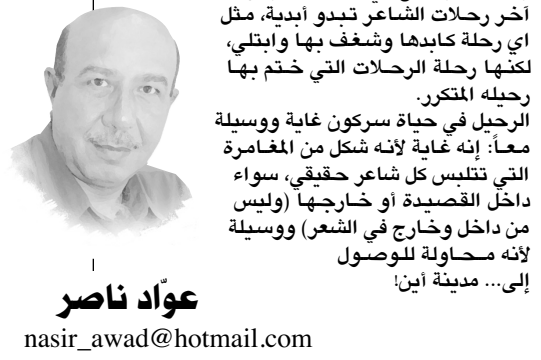 آخر رحلات الشاعر تبدو أبدية، مثل
اي رحلة كابدها وشغف بها وابتلي،
لكنها رحلة الرحلات التي ختم بها
رحيله المتكرر.
الرحيل في حياة سركون غاية ووسيلة
معاً: إنه غاية لأنه شكل من المغامرة
التي تتلبس كل شاعر حقيقي، سواء
داخل القصيدة أو خارجها (وليس
من داخل وخارج في الشعر) ووسيلة
لأنه محاولة للوصول
إلى... مدينة أين!
عوّاد ناصر
nasir_awad@hotmail.com